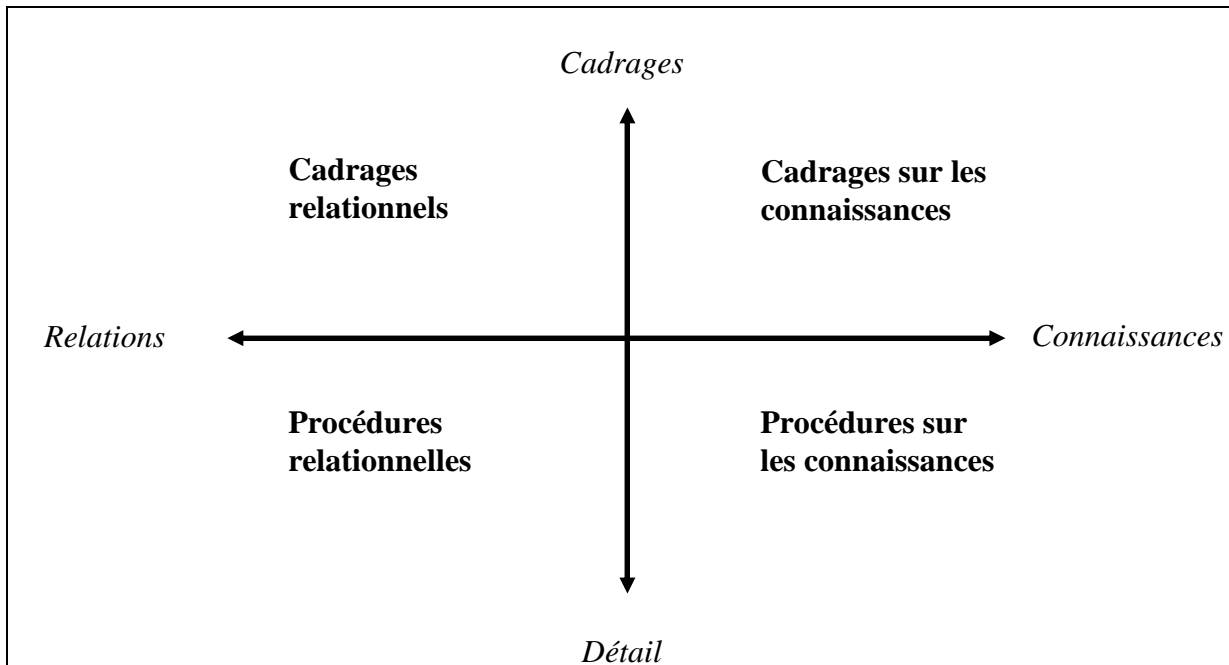 Cadrages
Cadrages
relationnels
Cadrages sur les
connaissances
Relations
Connaissances
Procédures
relationnelles
Procédures sur
les connaissances
Détail